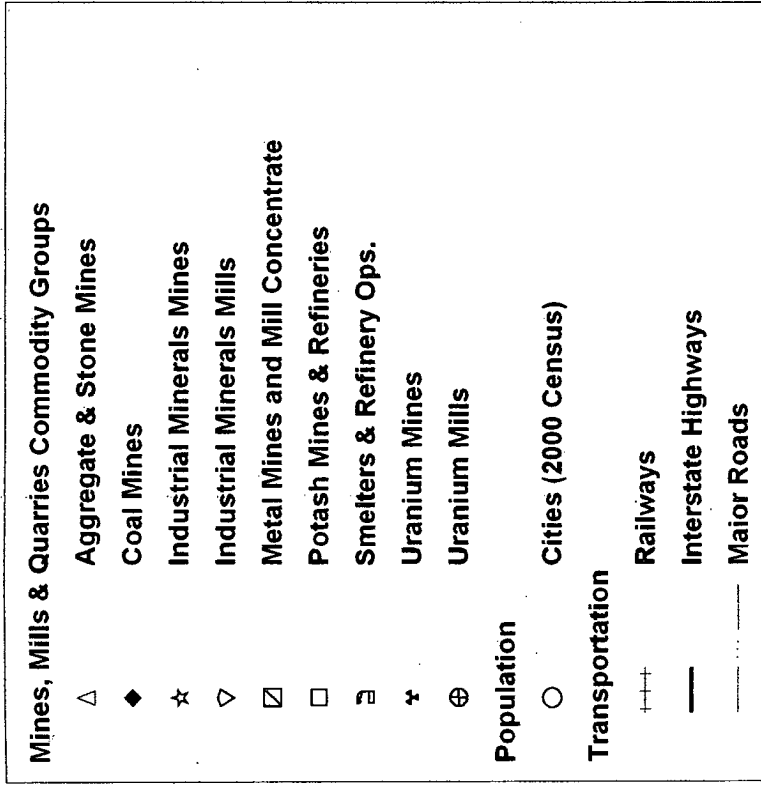 Mines, Mills & Quarries Commodity Groups
Aggregate & Stone Mines
Coal Mines
Industrial Minerals Mines
Industrial Minerals Mills
Metal Mines and Mill Concentrate
Potash Mines & Refineries
Smelters & Refinery Ops.
Uranium Mines
Uranium Mills
Population
Cities (2000 Census)
Transportation
Railways
Interstate Highways
Major Roads